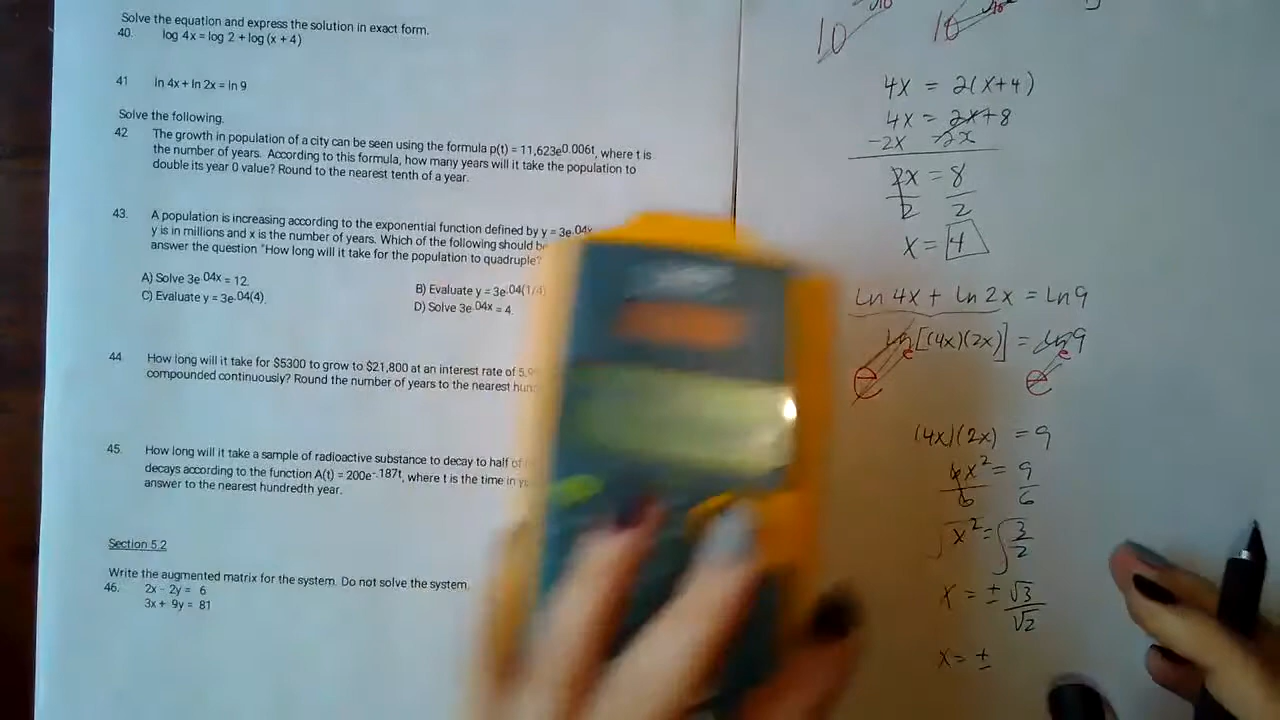 Solve the equation and express the solution in exact form.
40. log 4x = log 2 + log (x + 4)
41 ln 4x + ln 2x = ln 9
Solve the following.
42 The growth in population of a city can be seen using the formula p(t) = 11,623e0.006t, where t is
the number of years. According to this formula, how many years will it take the population to
double its year 0 value? Round to the nearest tenth of a year.
43. A population is increasing according to the exponential function defined by y = 3e.04x
y is in millions and x is the number of years. Which of the following should
answer the question "How long will it take for the population to quadruple?
A) Solve 3e.04x = 12.
B) Evaluate y = 3e.04(1/4)
C) Evaluate y = 3e.04(4).
D) Solve 3e.04x = 4.
44 How long will it take for $5300 to grow to $21,800 at an interest rate of 5.
compounded continuously? Round the number of years to the nearest
45. How long will it take a sample of radioactive substance to decay to half of
decays according to the function A(t) = 200e-.187t, where t is the time in
answer to the nearest hundredth year.
Section 5.2
Write the augmented matrix for the system. Do not solve the system.
46. 2x - 2y = 6
3x + 9y = 81
10 10
4x = 2(x+4)
4x = 2x+8
-2x -2x
2x = 8
2 2
x = 4
ln 4x + ln 2x = ln 9
ln[(4x)(2x)] = ln 9
e e
(4x)(2x) = 9
6x² = 9
6 6
√x² = √3/2
x = ± √3/√2
x = ±